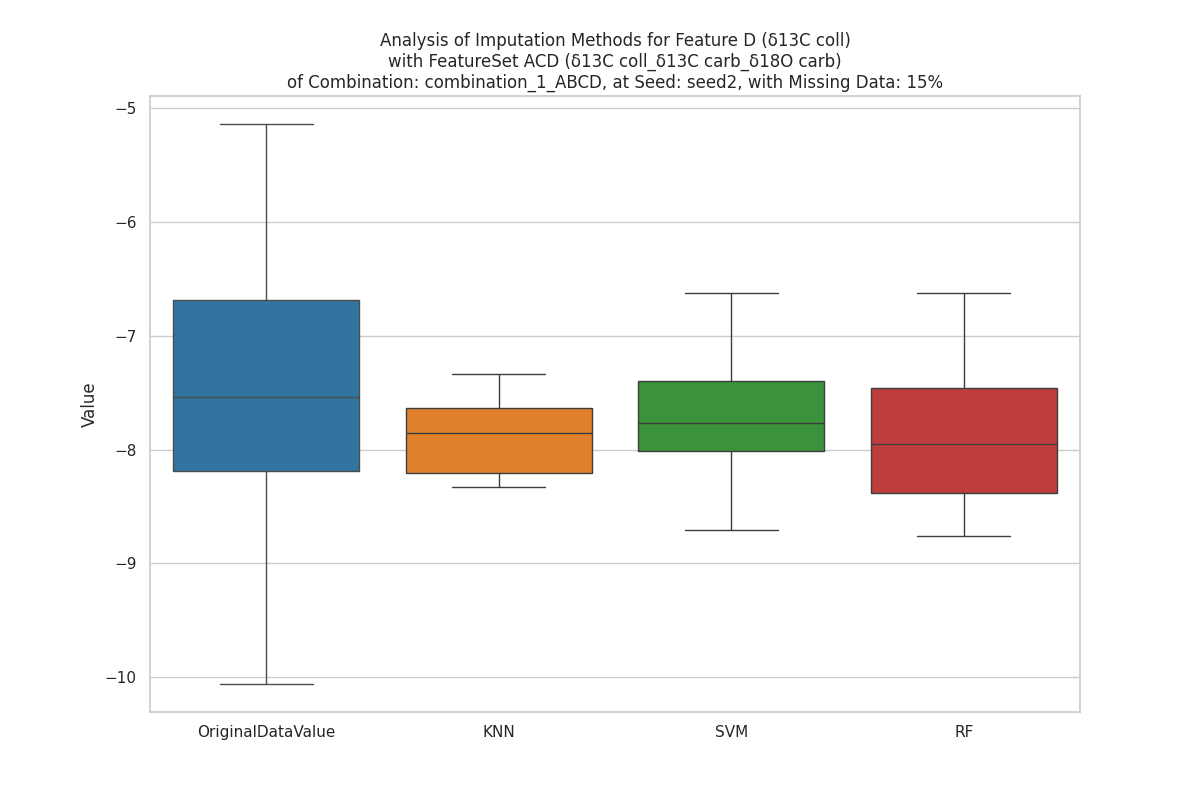 Analysis of Imputation Methods for Feature D (δ13C coll)
with FeatureSet ACD (δ13C coll_δ13C carb_δ18O carb)
of Combination: combination_1_ABCD, at Seed: seed2, with Missing Data: 15%
−5
−6
−7
−8
−9
−10
Value
OriginalDataValue
KNN
SVM
RF